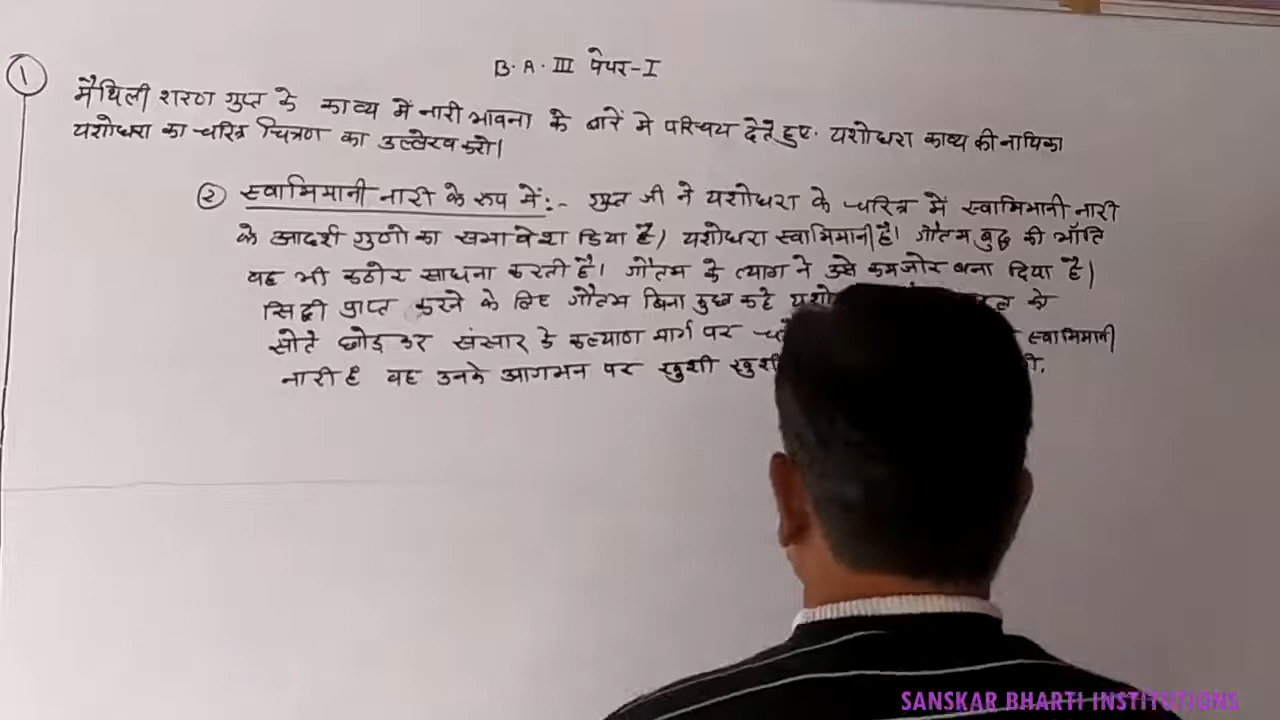 B.A.III पेपर-I
①
मैथिली शरण गुप्त के काव्य में नारी भावना के बारें में परिचय देतें हुए. यशोधरा काव्य की नायिका
यशोधरा का चरित्र चित्रण का उल्लेख करो।
② स्वाभिमानी नारी के रूप में:- गुप्त जी ने यशोधरा के चरित्र में स्वाभिमानी नारी
के आदर्श गुणों का समावेश किया है। यशोधरा स्वाभिमानी है। गौतम बुद्ध की भाँति
वह भी कठोर साधना करती है। गौतम के त्याग ने उसे कमजोर बना दिया है।
सिद्दी प्राप्त करने के लिए गौतम बिना कुछ कहे को
सोते छोड़कर संसार के कल्याण मार्ग पर स्वाभिमानी
नारी है वह उनके आगमन पर खुशी
SANSKAR BHARTI INSTITUTIONS